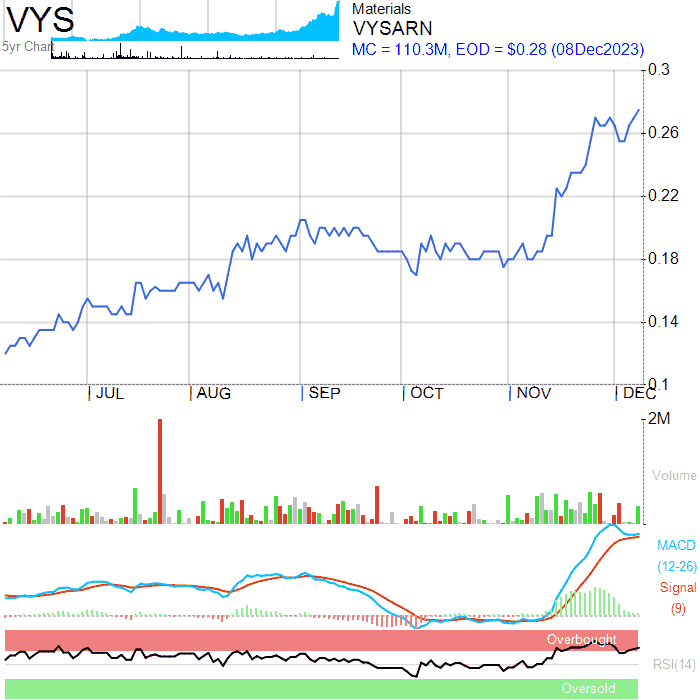 VYS
5yr Chart
Materials
VYSARN
MC = 110.3M, EOD = $0.28 (08Dec2023)
0.3
0.26
0.22
0.18
0.14
0.1
JUL AUG SEP OCT NOV DEC
2M
Volume
MACD
(12-26)
Signal
(9)
Overbought
RSI(14)
Oversold